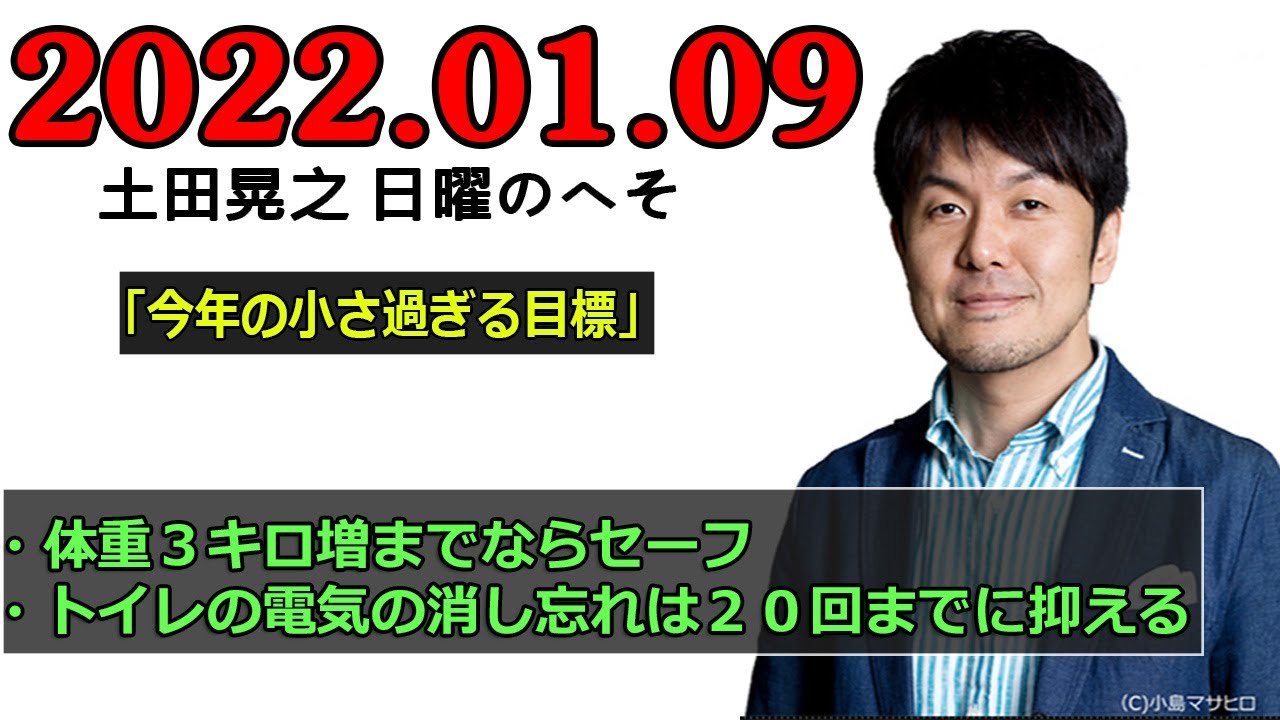 2022.01.09
土田晃之 日曜のへそ
「今年の小さ過ぎる目標」
・体重３キロ増までならセーフ
・トイレの電気の消し忘れは２０回までに抑える
(C)小島マサヒロ